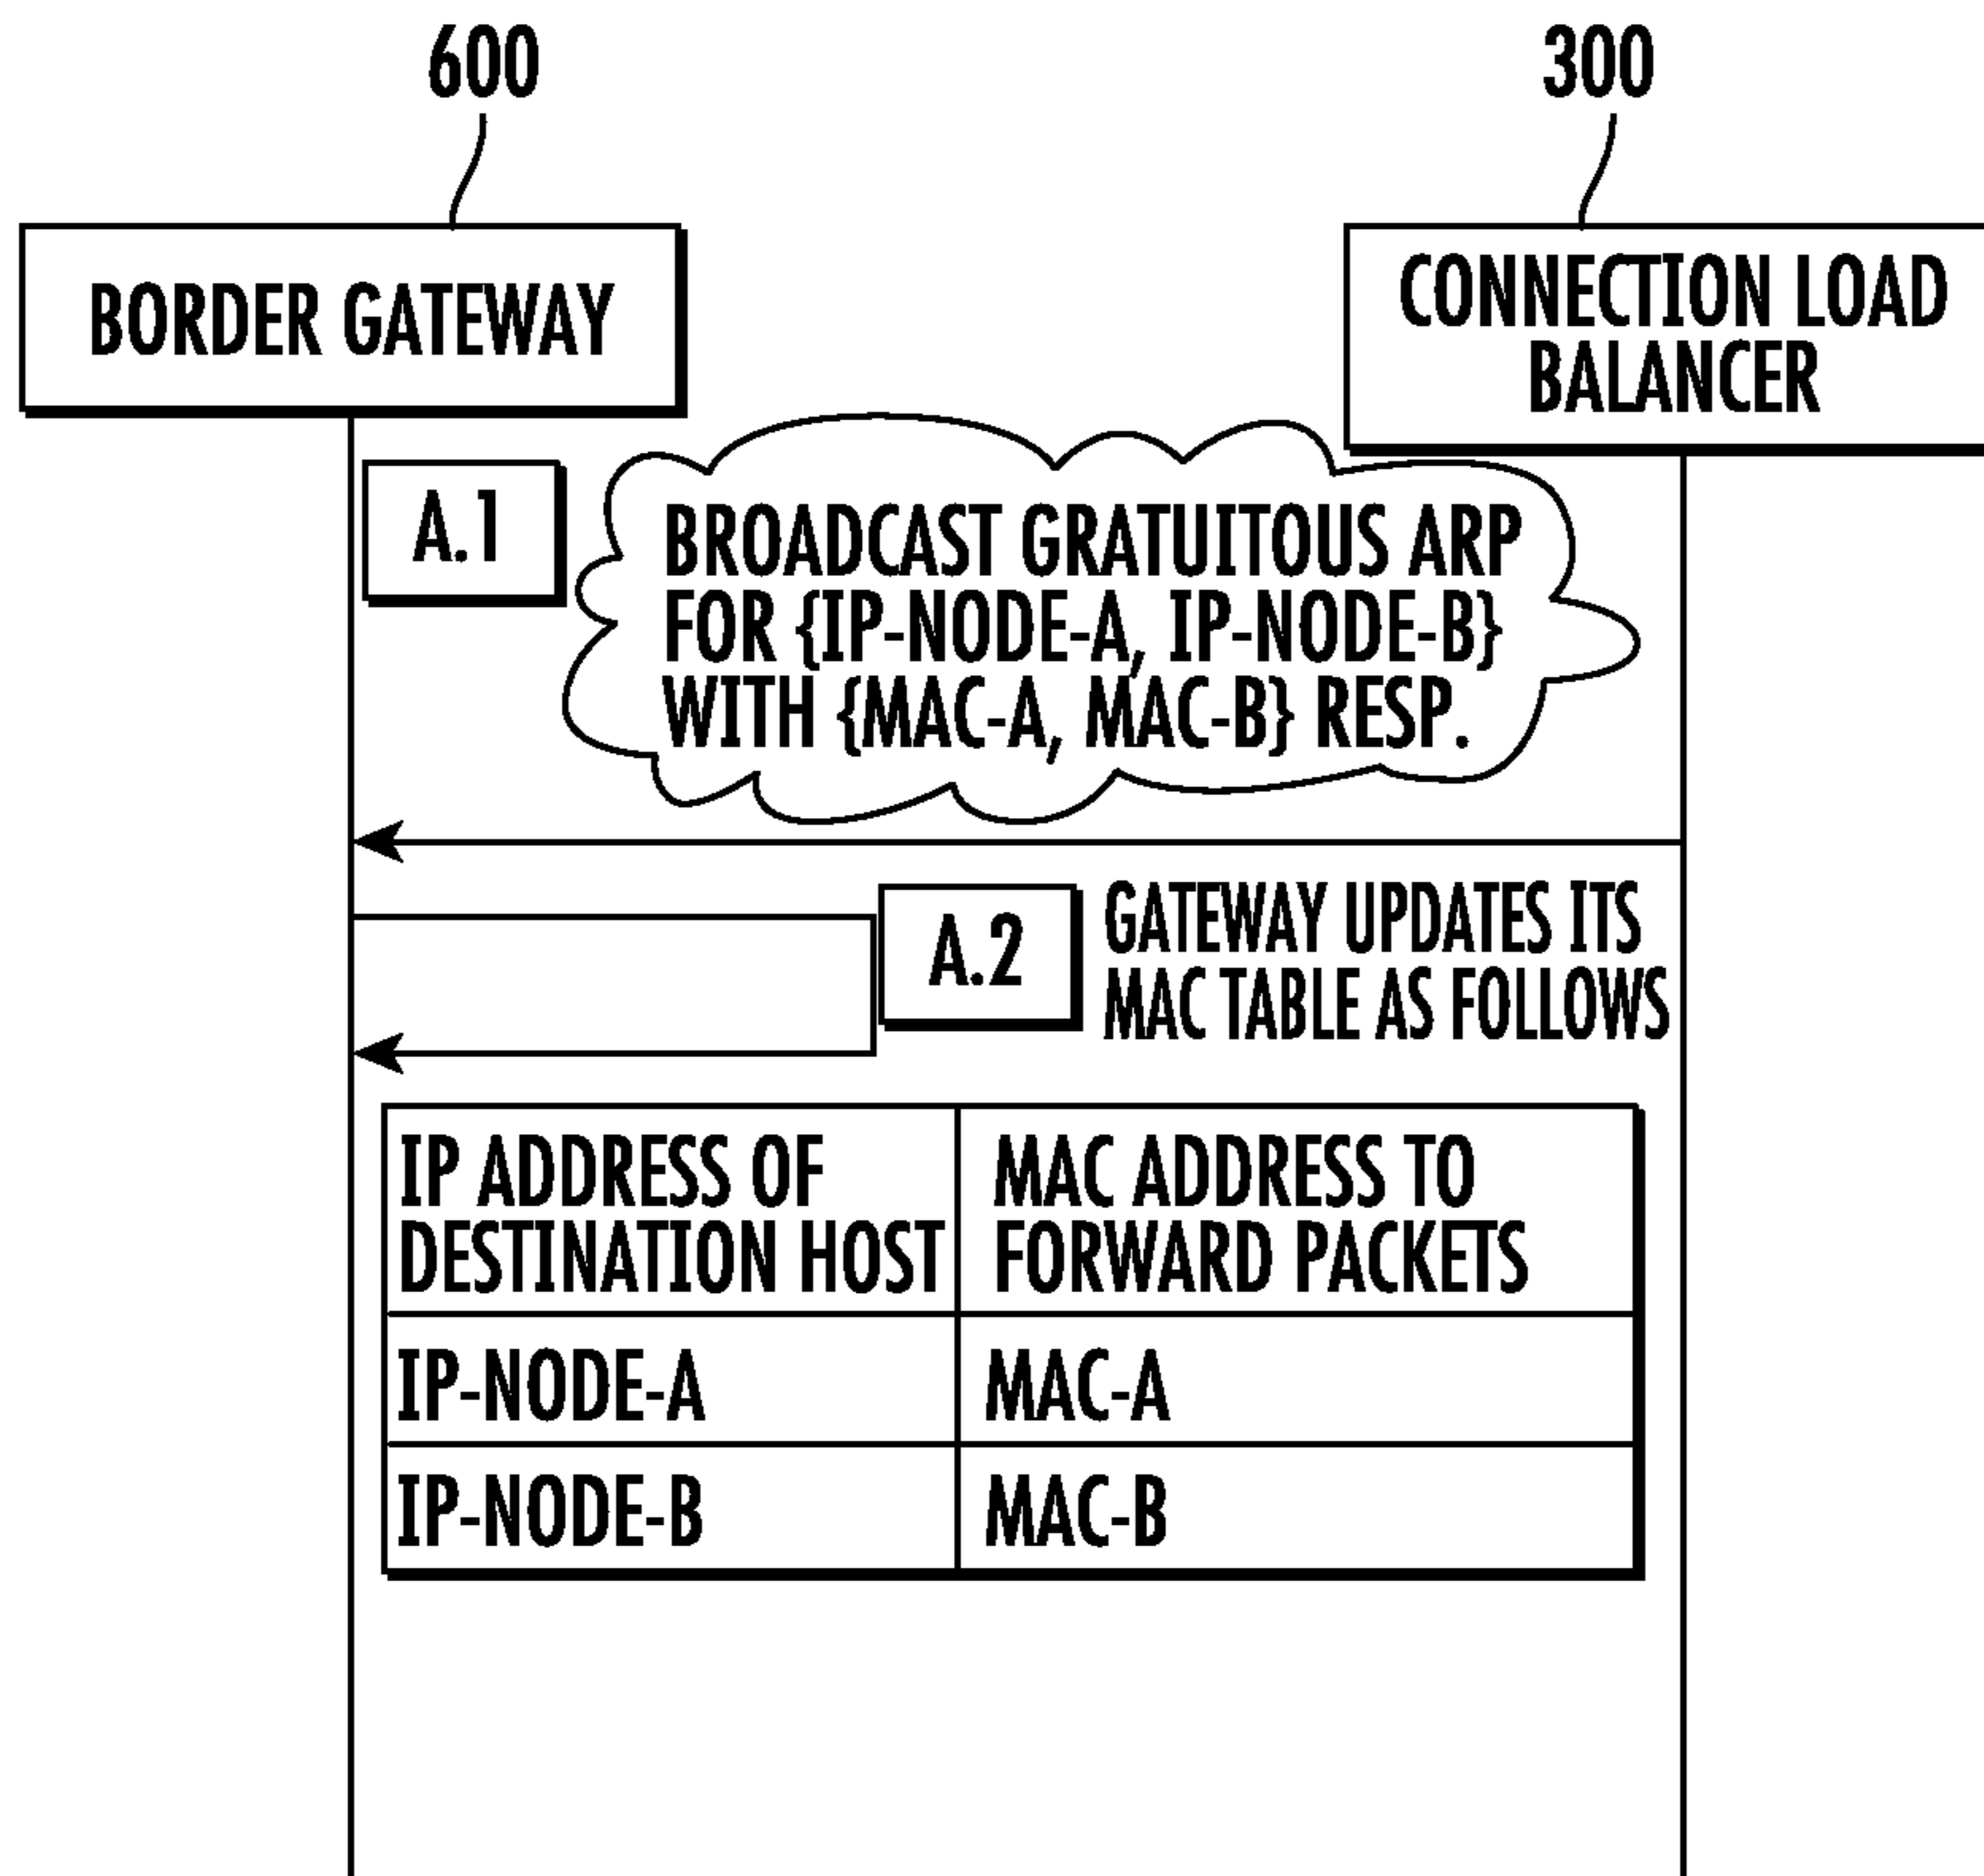 600
300
BORDER GATEWAY
CONNECTION LOAD
BALANCER
A.1
BROADCAST GRATUITOUS ARP
FOR {IP-NODE-A, IP-NODE-B}
WITH {MAC-A, MAC-B} RESP.
A.2
GATEWAY UPDATES ITS
MAC TABLE AS FOLLOWS
IP ADDRESS OF
DESTINATION HOST
MAC ADDRESS TO
FORWARD PACKETS
IP-NODE-A
MAC-A
IP-NODE-B
MAC-B